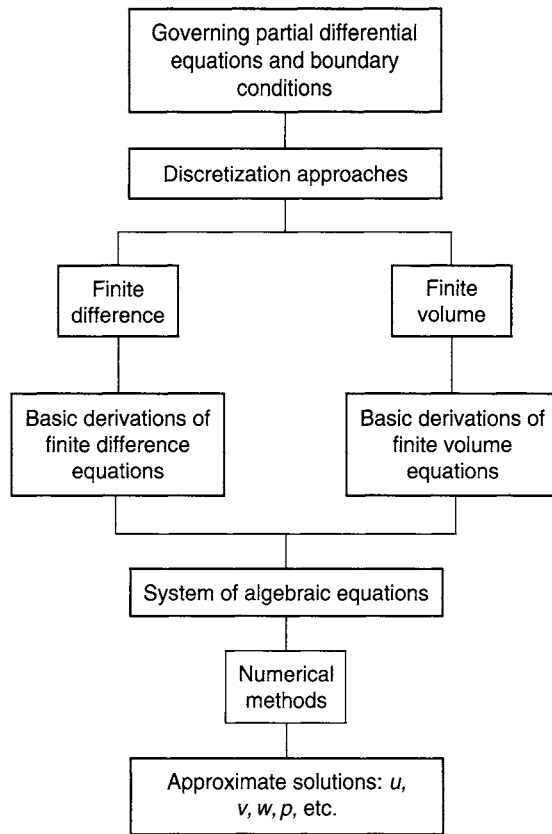 Governing partial differential
equations and boundary
conditions
Discretization approaches
Finite
difference
Finite
volume
Basic derivations of
finite difference
equations
Basic derivations of
finite volume
equations
System of algebraic equations
Numerical
methods
Approximate solutions: u,
v, w, p, etc.